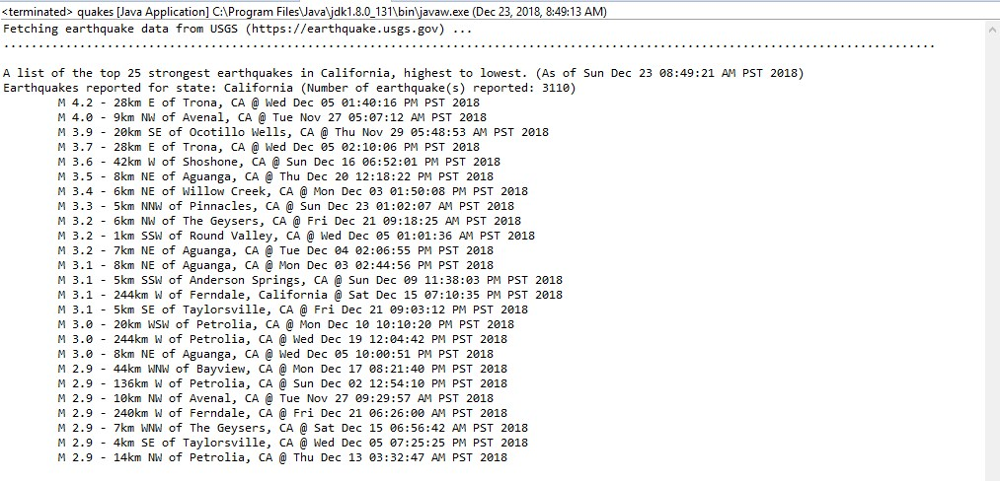 <terminated> quakes [Java Application] C:\Program Files\Java\jdk1.8.0_131\bin\javaw.exe (Dec 23, 2018, 8:49:13 AM)
Fetching earthquake data from USGS (https://earthquake.usgs.gov) ...
.......................................................................................................................................
A list of the top 25 strongest earthquakes in California, highest to lowest. (As of Sun Dec 23 08:49:21 AM PST 2018)
Earthquakes reported for state: California (Number of earthquake(s) reported: 3110)
M 4.2 - 28km E of Trona, CA @ Wed Dec 05 01:40:16 PM PST 2018
M 4.0 - 9km NW of Avenal, CA @ Tue Nov 27 05:07:12 AM PST 2018
M 3.9 - 20km SE of Ocotillo Wells, CA @ Thu Nov 29 05:48:53 AM PST 2018
M 3.7 - 28km E of Trona, CA @ Wed Dec 05 02:10:06 PM PST 2018
M 3.6 - 42km W of Shoshone, CA @ Sun Dec 16 06:52:01 PM PST 2018
M 3.5 - 8km NE of Aguanga, CA @ Thu Dec 20 12:18:22 PM PST 2018
M 3.4 - 6km NE of Willow Creek, CA @ Mon Dec 03 01:50:08 PM PST 2018
M 3.3 - 5km NNW of Pinnacles, CA @ Sun Dec 23 01:02:07 AM PST 2018
M 3.2 - 6km NW of The Geysers, CA @ Fri Dec 21 09:18:25 AM PST 2018
M 3.2 - 1km SSW of Round Valley, CA @ Wed Dec 05 01:01:36 AM PST 2018
M 3.2 - 7km NE of Aguanga, CA @ Tue Dec 04 02:06:55 PM PST 2018
M 3.1 - 8km NE of Aguanga, CA @ Mon Dec 03 02:44:56 PM PST 2018
M 3.1 - 5km SSW of Anderson Springs, CA @ Sun Dec 09 11:38:03 PM PST 2018
M 3.1 - 244km W of Ferndale, California @ Sat Dec 15 07:10:35 PM PST 2018
M 3.1 - 5km SE of Taylorsville, CA @ Fri Dec 21 09:03:12 PM PST 2018
M 3.0 - 20km WSW of Petrolia, CA @ Mon Dec 10 10:10:20 PM PST 2018
M 3.0 - 244km W of Petrolia, CA @ Wed Dec 19 12:04:42 PM PST 2018
M 3.0 - 8km NE of Aguanga, CA @ Wed Dec 05 10:00:51 PM PST 2018
M 2.9 - 44km WNW of Bayview, CA @ Mon Dec 17 08:21:40 PM PST 2018
M 2.9 - 136km W of Petrolia, CA @ Sun Dec 02 12:54:10 PM PST 2018
M 2.9 - 10km NW of Avenal, CA @ Tue Nov 27 09:29:57 AM PST 2018
M 2.9 - 240km W of Ferndale, CA @ Fri Dec 21 06:26:00 AM PST 2018
M 2.9 - 7km WNW of The Geysers, CA @ Sat Dec 15 06:56:42 AM PST 2018
M 2.9 - 4km SE of Taylorsville, CA @ Wed Dec 05 07:25:25 PM PST 2018
M 2.9 - 14km NW of Petrolia, CA @ Thu Dec 13 03:32:47 AM PST 2018